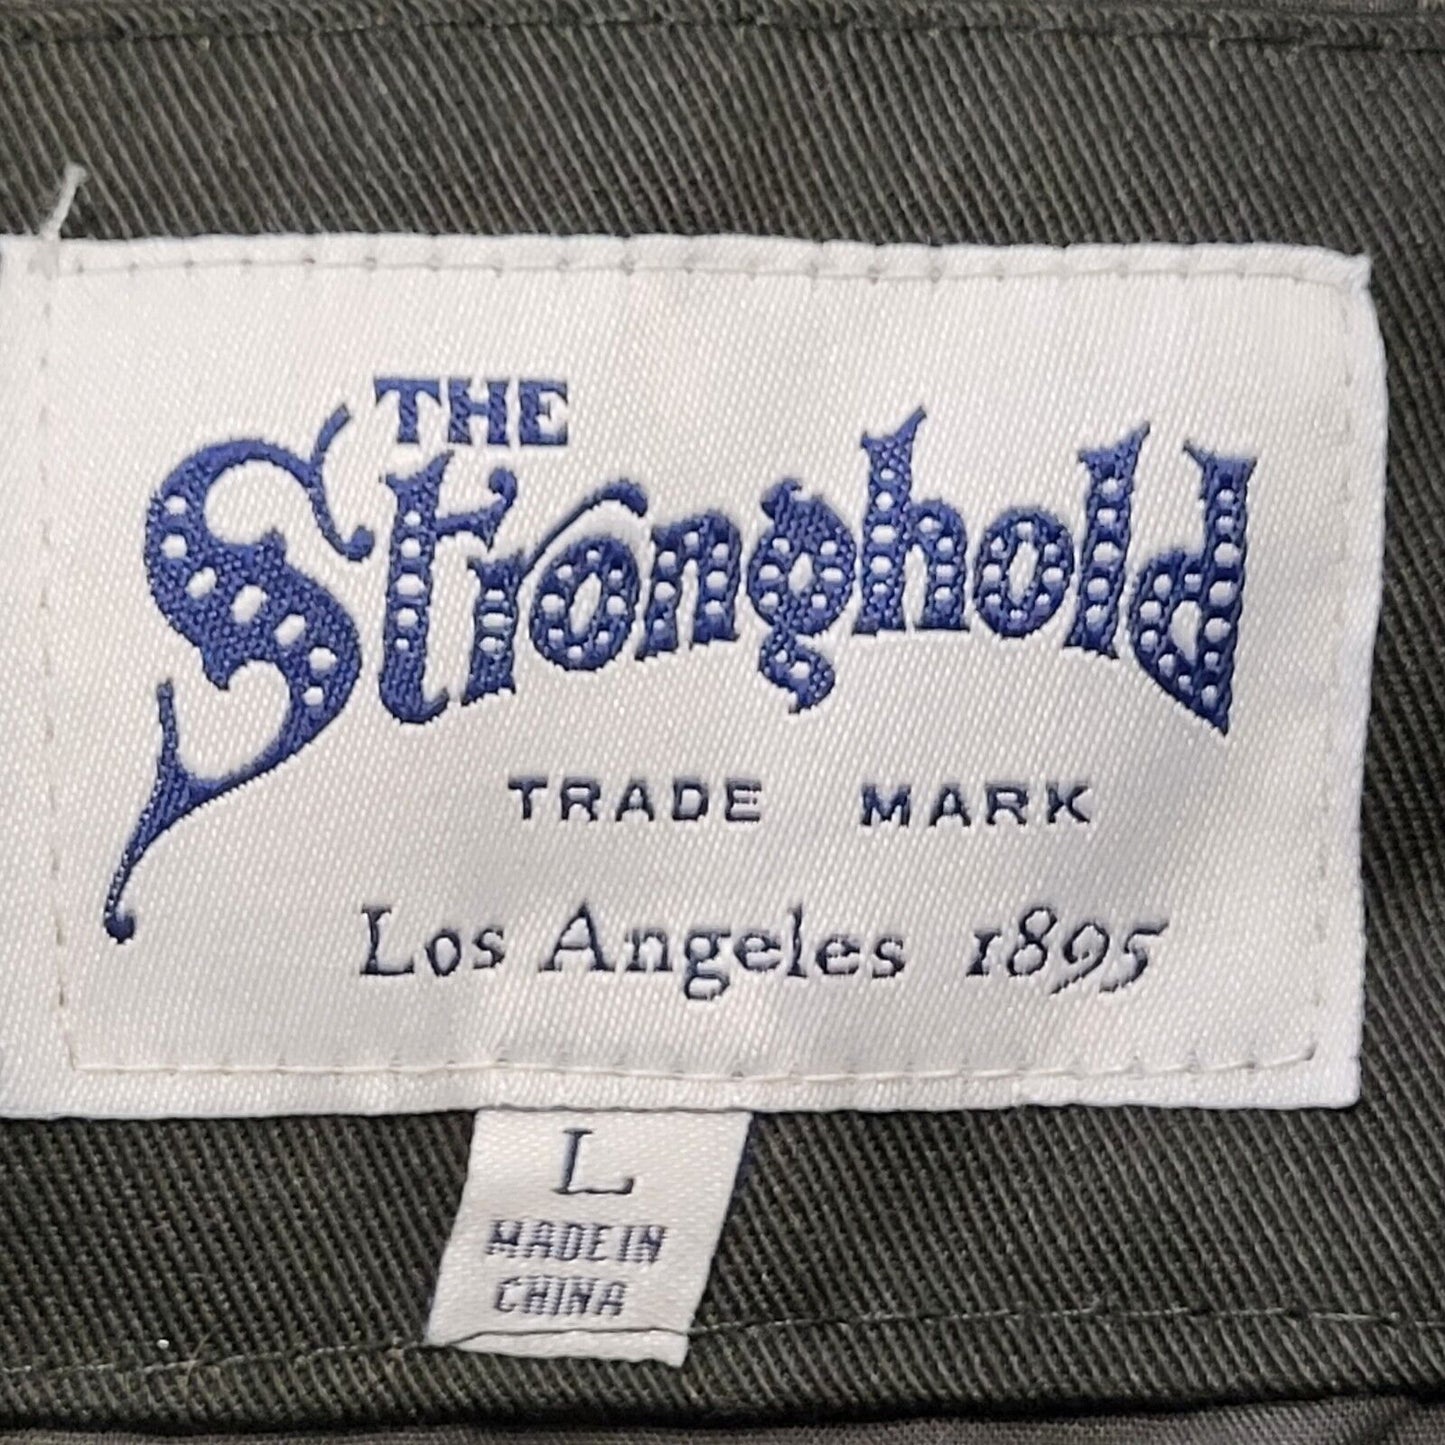 THE
Stronghold
TRADE MARK
Los Angeles 1895
L
MADE IN
CHINA